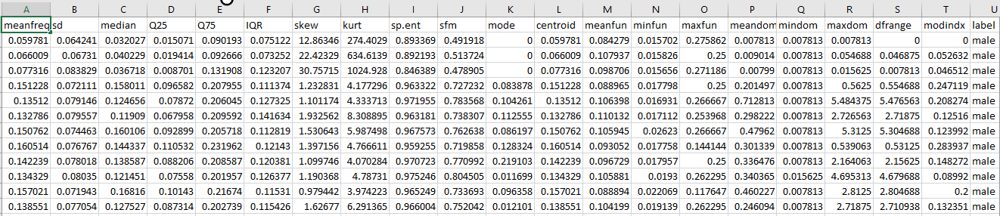 A B C D E F G H I J K L M N O P Q R S T U
meanfreq sd median Q25 Q75 IQR skew kurt sp.ent sfm mode centroid meanfun minfun maxfun meandom mindom maxdom dfrange modindx label
0.059781 0.064241 0.032027 0.015071 0.090193 0.075122 12.86346 274.4029 0.893369 0.491918 0 0.059781 0.084279 0.015702 0.275862 0.007813 0.007813 0.007813 0 0 male
0.066009 0.06731 0.040229 0.019414 0.092666 0.073252 22.42329 634.6139 0.892193 0.513724 0 0.066009 0.107937 0.015826 0.25 0.009014 0.007813 0.054688 0.046875 0.052632 male
0.077316 0.083829 0.036718 0.008701 0.131908 0.123207 30.75715 1024.928 0.846389 0.478905 0 0.077316 0.098706 0.015656 0.271186 0.00799 0.007813 0.015625 0.007813 0.046512 male
0.151228 0.072111 0.158011 0.096582 0.207955 0.111374 1.232831 4.177296 0.963322 0.727232 0.083878 0.151228 0.088965 0.017798 0.25 0.201497 0.007813 0.5625 0.554688 0.247119 male
0.13512 0.079146 0.124656 0.07872 0.206045 0.127325 1.101174 4.333713 0.971955 0.783568 0.104261 0.13512 0.106398 0.016931 0.266667 0.712813 0.007813 5.484375 5.476563 0.208274 male
0.132786 0.079557 0.11909 0.067958 0.209592 0.141634 1.932562 8.308895 0.963181 0.738307 0.112555 0.132786 0.110132 0.017112 0.253968 0.298222 0.007813 2.726563 2.71875 0.12516 male
0.150762 0.074463 0.160106 0.092899 0.205718 0.112819 1.530643 5.987498 0.967573 0.762638 0.086197 0.150762 0.105945 0.02623 0.266667 0.47962 0.007813 5.3125 5.304688 0.123992 male
0.160514 0.076767 0.144337 0.110532 0.231962 0.12143 1.397156 4.766611 0.959255 0.719858 0.128324 0.160514 0.093052 0.017758 0.144144 0.301339 0.007813 0.539063 0.53125 0.283937 male
0.142239 0.078018 0.138587 0.088206 0.208587 0.120381 1.099746 4.070284 0.970723 0.770992 0.219103 0.142239 0.096729 0.017957 0.25 0.336476 0.007813 2.164063 2.15625 0.148272 male
0.134329 0.08035 0.121451 0.07558 0.201957 0.126377 1.190368 4.78731 0.975246 0.804505 0.011699 0.134329 0.105881 0.0193 0.262295 0.340365 0.015625 4.695313 4.679688 0.08992 male
0.157021 0.071943 0.16816 0.10143 0.21674 0.11531 0.979442 3.974223 0.965249 0.733693 0.096358 0.157021 0.088894 0.022069 0.117647 0.460227 0.007813 2.8125 2.804688 0.2 male
0.138551 0.077054 0.127527 0.087314 0.202739 0.115426 1.62677 6.291365 0.966004 0.752042 0.012101 0.138551 0.104199 0.019139 0.262295 0.246094 0.007813 2.71875 2.710938 0.132351 male